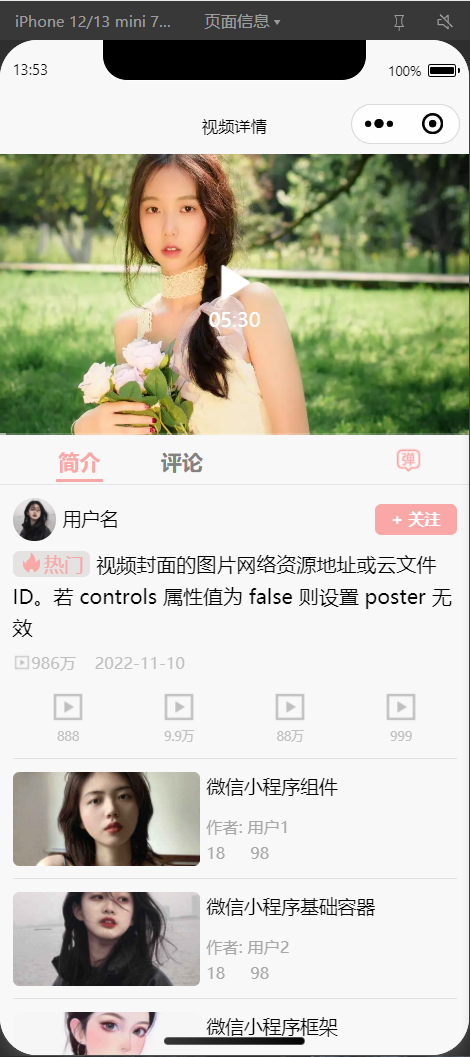 iPhone 12/13 mini 7... 页面信息
13:53 100%
视频详情
05:30
简介 评论 弹
用户名 + 关注
热门 视频封面的图片网络资源地址或云文件
ID。若 controls 属性值为 false 则设置 poster 无
效
986万 2022-11-10
888 9.9万 88万 999
微信小程序组件
作者: 用户1
18 98
微信小程序基础容器
作者: 用户2
18 98
微信小程序框架